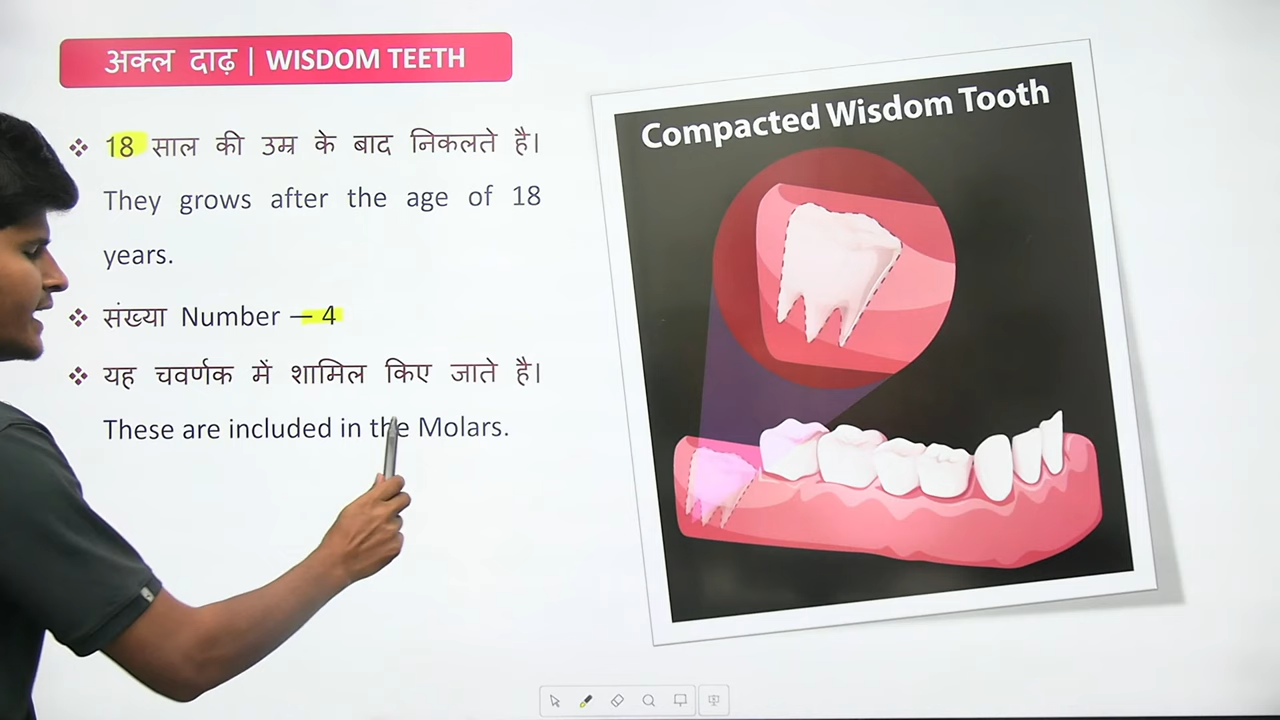 अक्ल दाढ़ | WISDOM TEETH
18 साल की उम्र के बाद निकलते है।
They grows after the age of 18
years.
संख्या Number – 4
यह चवर्णक में शामिल किए जाते है।
These are included in the Molars.
Compacted Wisdom Tooth